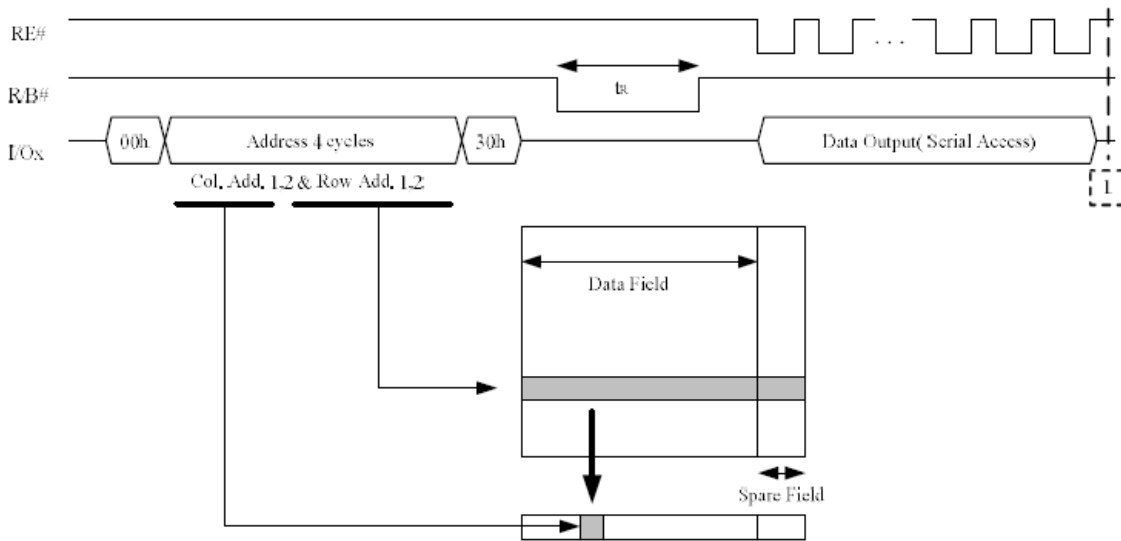 RE#
. . .
R/B#
tR
I/Ox
00h
Address 4 cycles
30h
Data Output( Serial Access)
Col. Add. 1,2 & Row Add. 1,2
1
Data Field
Spare Field